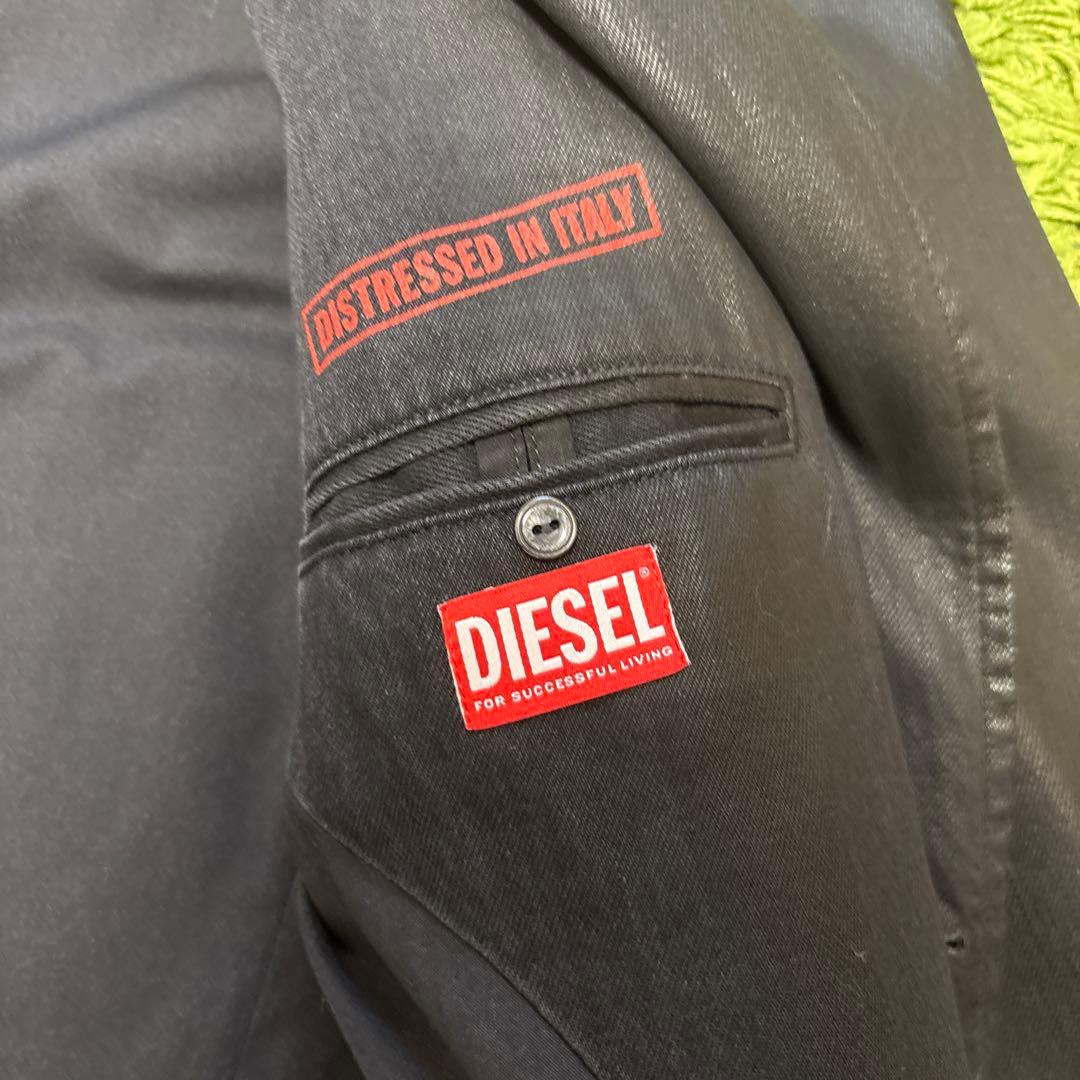 DISTRESSED IN ITALY
DIESEL®
FOR SUCCESSFUL LIVING